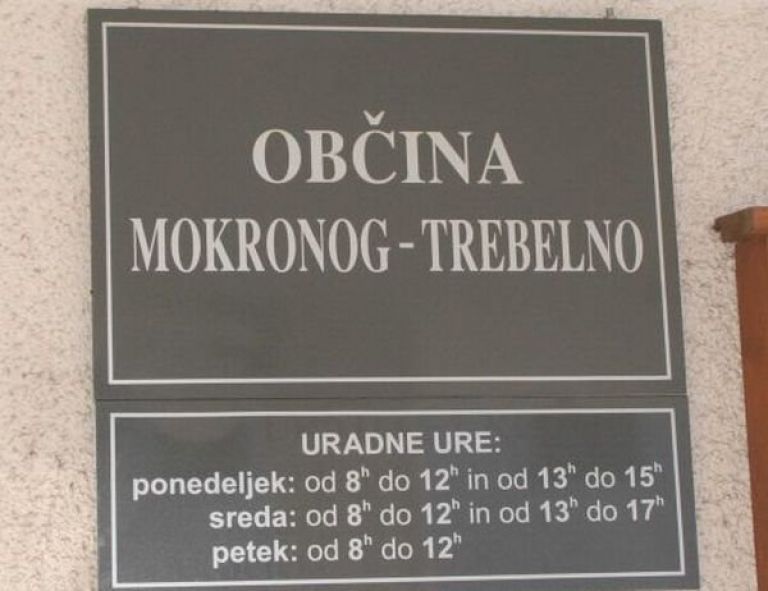 OBČINA
MOKRONOG - TREBELNO
URADNE URE:
ponedeljek: od 8h do 12h in od 13h do 15h
sreda: od 8h do 12h in od 13h do 17h
petek: od 8h do 12h